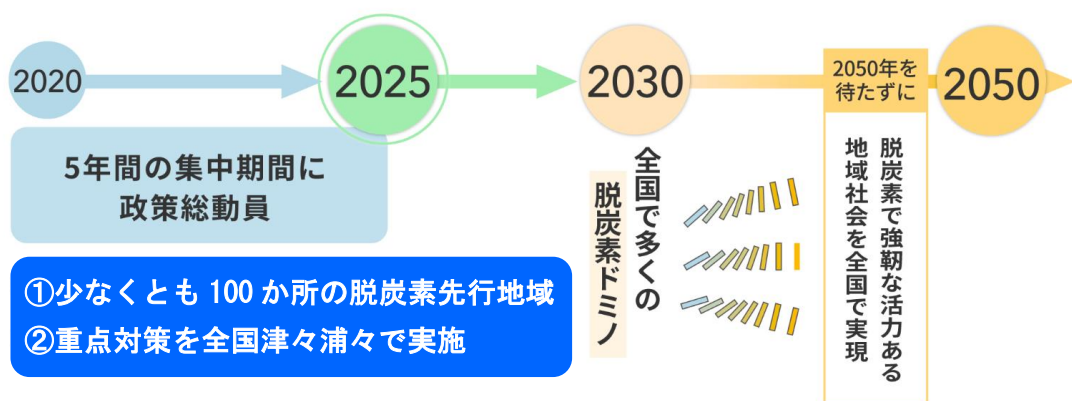 2020
2025
2030
2050年を
待たずに
2050
5年間の集中期間に
政策総動員
①少なくとも 100 か所の脱炭素先行地域
②重点対策を全国津々浦々で実施
全国で多くの
脱炭素ドミノ
脱炭素で強靭な活力ある
地域社会を全国で実現